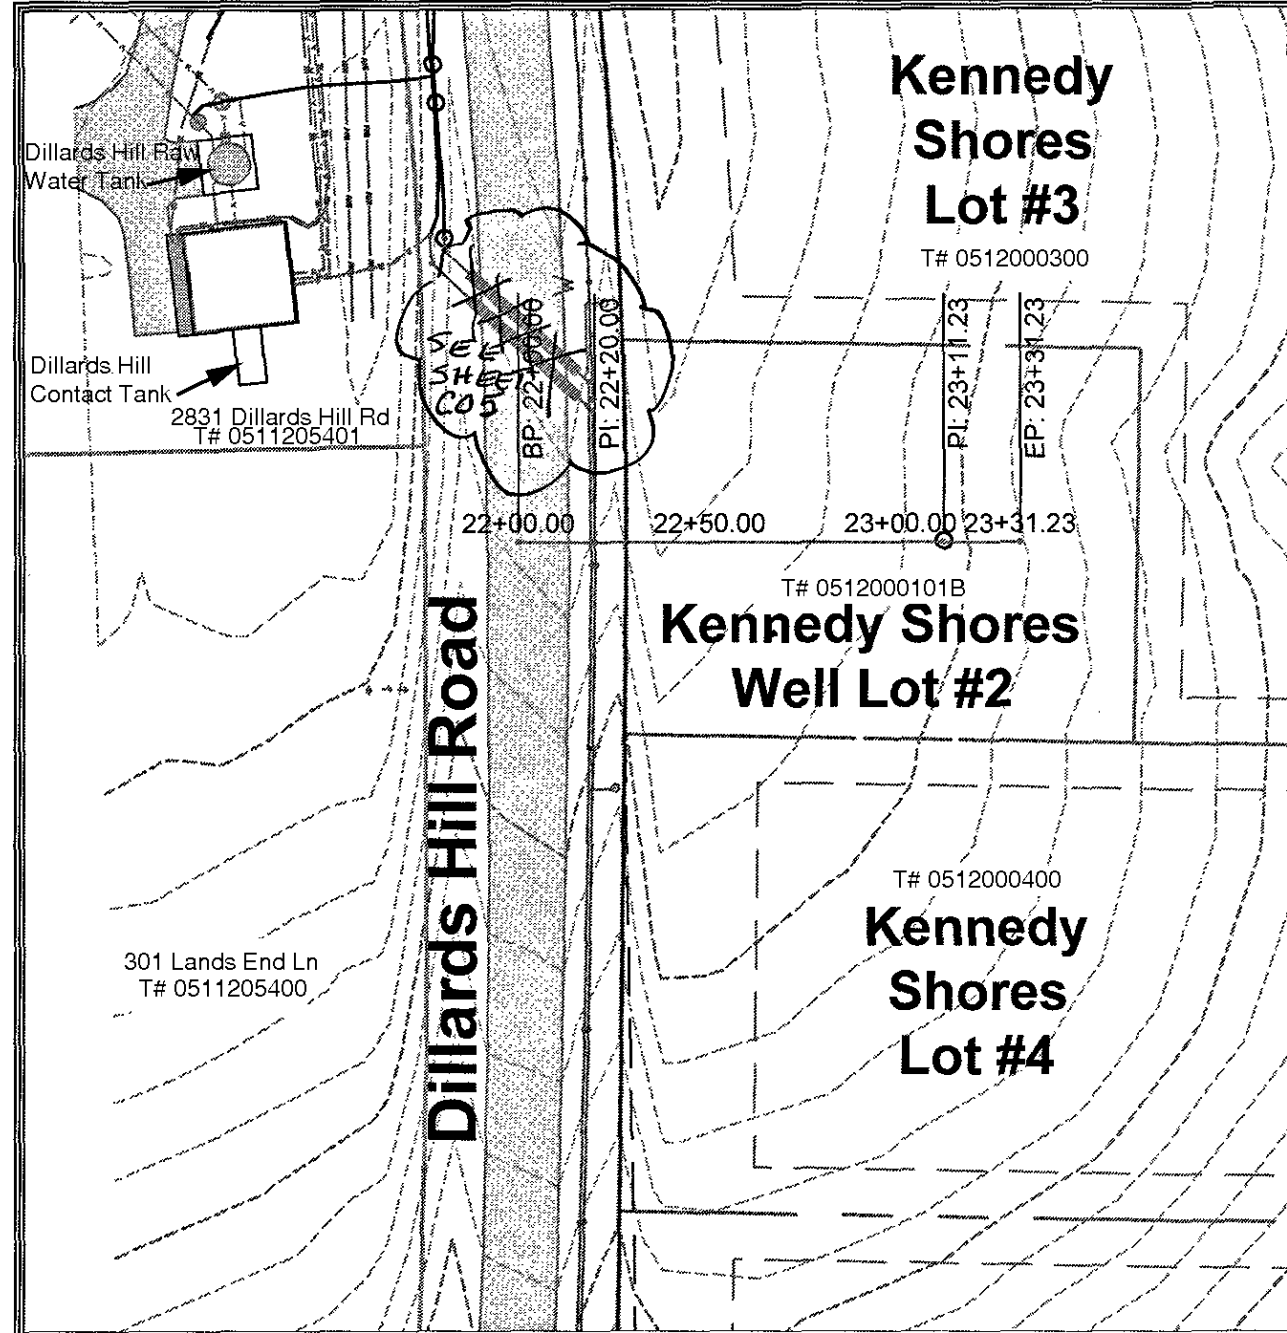 Kennedy
Shores
Lot #3
T# 0512000300
Dillards Hill Raw
Water Tank
Dillards Hill
Contact Tank
2831 Dillards Hill Rd
T# 0511205401
SEE
SHEET
C05
W
BP: 22+00.00
PI: 22+20.00
PI: 23+11.23
EP: 23+31.23
22+00.00
22+50.00
23+00.00
23+31.23
T# 0512000101B
Kennedy Shores
Well Lot #2
Dillards Hill Road
T# 0512000400
Kennedy
Shores
Lot #4
301 Lands End Ln
T# 0511205400